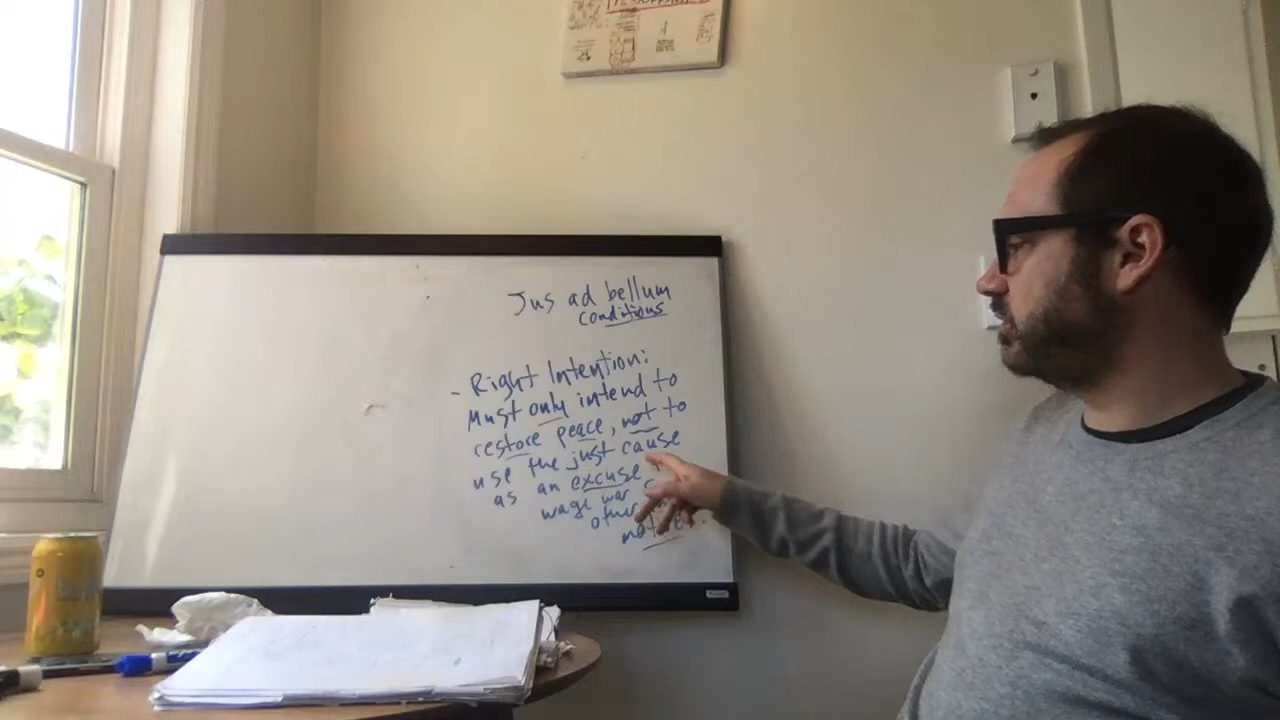 Jus ad bellum
conditions
- Right Intention:
Must only intend to
restore peace, not to
use the just cause
as an excuse
wage war